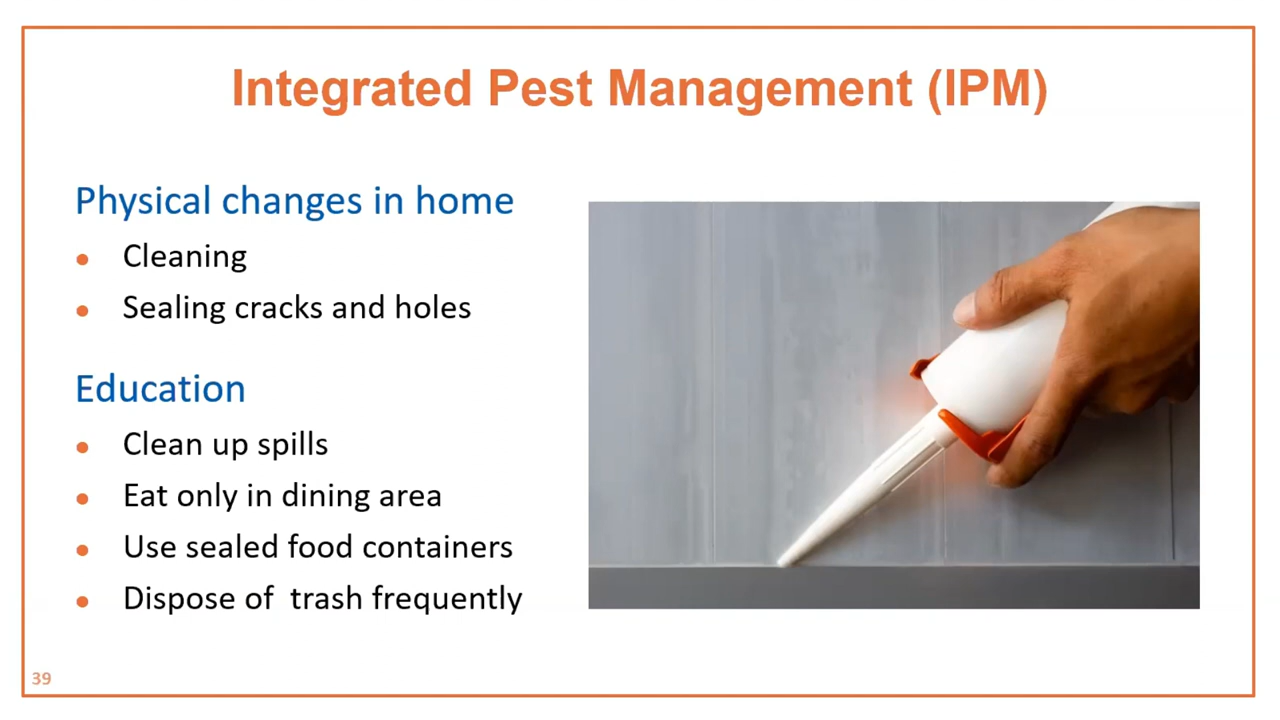 Integrated Pest Management (IPM)
Physical changes in home
• Cleaning
• Sealing cracks and holes
Education
• Clean up spills
• Eat only in dining area
• Use sealed food containers
• Dispose of  trash frequently
39